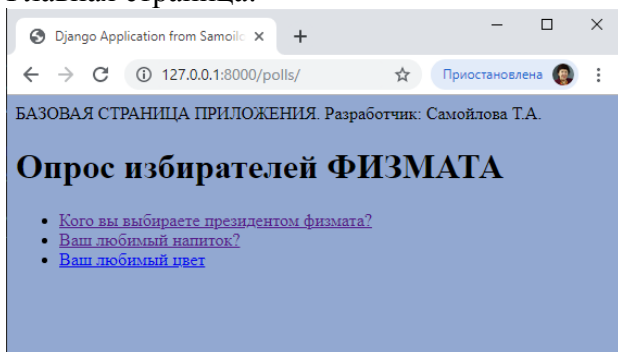 Главная страница:
Django Application from Samoilo
127.0.0.1:8000/polls/
Приостановлена
БАЗОВАЯ СТРАНИЦА ПРИЛОЖЕНИЯ. Разработчик: Самойлова Т.А.
Опрос избирателей ФИЗМАТА
Кого вы выбираете президентом физмата?
Ваш любимый напиток?
Ваш любимый цвет